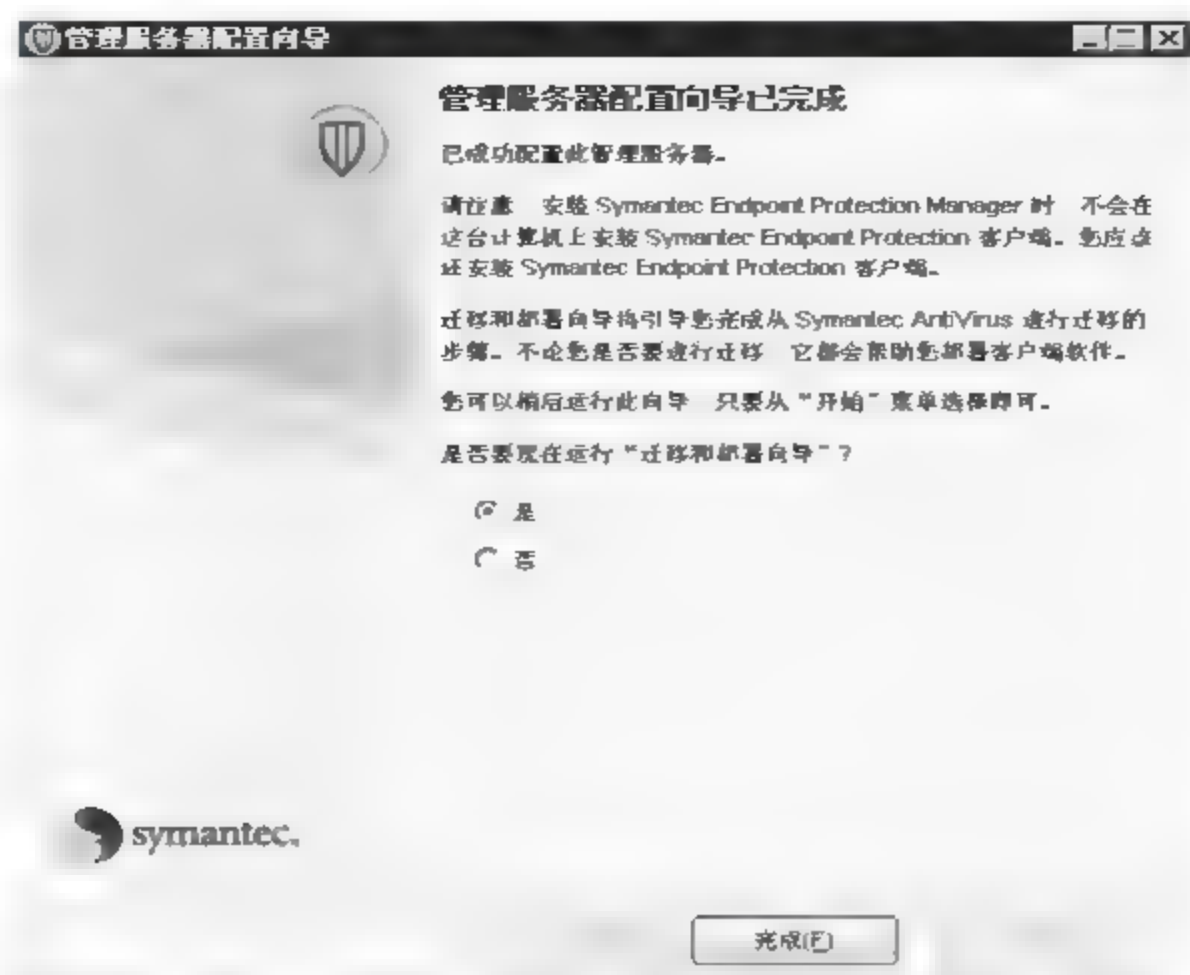 管理服务器配置向导
管理服务器配置向导已完成
已成功配置此管理服务器。
请注意 安装 Symantec Endpoint Protection Manager 时 不会在
这台计算机上安装 Symantec Endpoint Protection 客户端。您应该
还安装 Symantec Endpoint Protection 客户端。
迁移和部署向导将引导您完成从 Symantec AntiVirus 进行迁移的
步骤。不论您是否要进行迁移 它都会帮助您部署客户端软件。
您可以稍后运行此向导 只要从“开始”菜单选择即可。
是否要现在运行“迁移和部署向导”?
是
否
symantec.
完成(F)